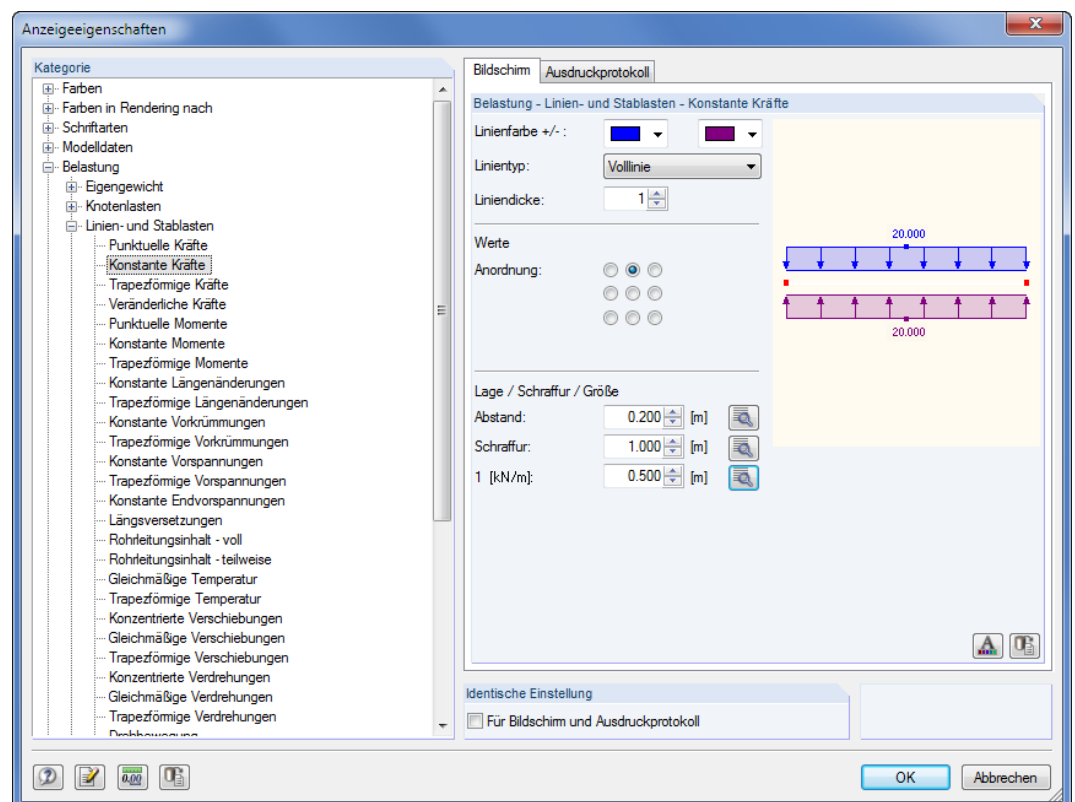 Anzeigeeigenschaften
Kategorie
Farben
Farben in Rendering nach
Schriftarten
Modelldaten
Belastung
Eigengewicht
Knotenlasten
Linien- und Stablasten
Punktuelle Kräfte
Konstante Kräfte
Trapezförmige Kräfte
Veränderliche Kräfte
Punktuelle Momente
Konstante Momente
Trapezförmige Momente
Konstante Längenänderungen
Trapezförmige Längenänderungen
Konstante Vorkrümmungen
Trapezförmige Vorkrümmungen
Konstante Vorspannungen
Trapezförmige Vorspannungen
Konstante Endvorspannungen
Längsversetzungen
Rohrleitungsinhalt - voll
Rohrleitungsinhalt - teilweise
Gleichmäßige Temperatur
Trapezförmige Temperatur
Konzentrierte Verschiebungen
Gleichmäßige Verschiebungen
Trapezförmige Verschiebungen
Konzentrierte Verdrehungen
Gleichmäßige Verdrehungen
Trapezförmige Verdrehungen
Drehbewegung
Bildschirm Ausdruckprotokoll
Belastung - Linien- und Stablasten - Konstante Kräfte
Linienfarbe +/- :
Linientyp: Volllinie
Liniendicke: 1
Werte
Anordnung:
Lage / Schraffur / Größe
Abstand: 0.200 [m]
Schraffur: 1.000 [m]
1 [kN/m]: 0.500 [m]
20.000
20.000
A
Identische Einstellung
Für Bildschirm und Ausdruckprotokoll
0,00
OK Abbrechen